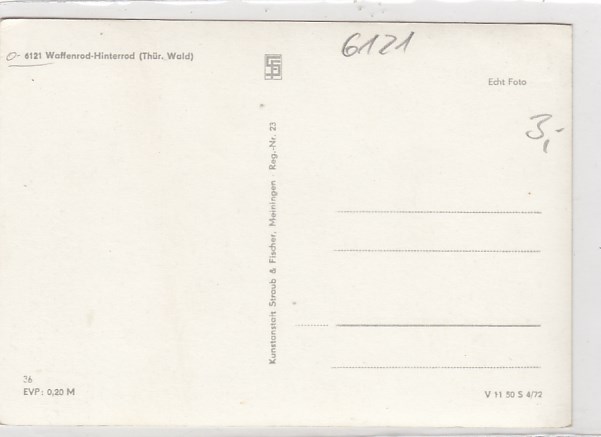 6121
O- 6121 Waffenrod-Hinterrod (Thür. Wald)
Echt Foto
3,-
Kunstanstalt Straub & Fischer, Meiningen · Reg.-Nr. 23
36
EVP: 0,20 M
V 11 50 S 4/72